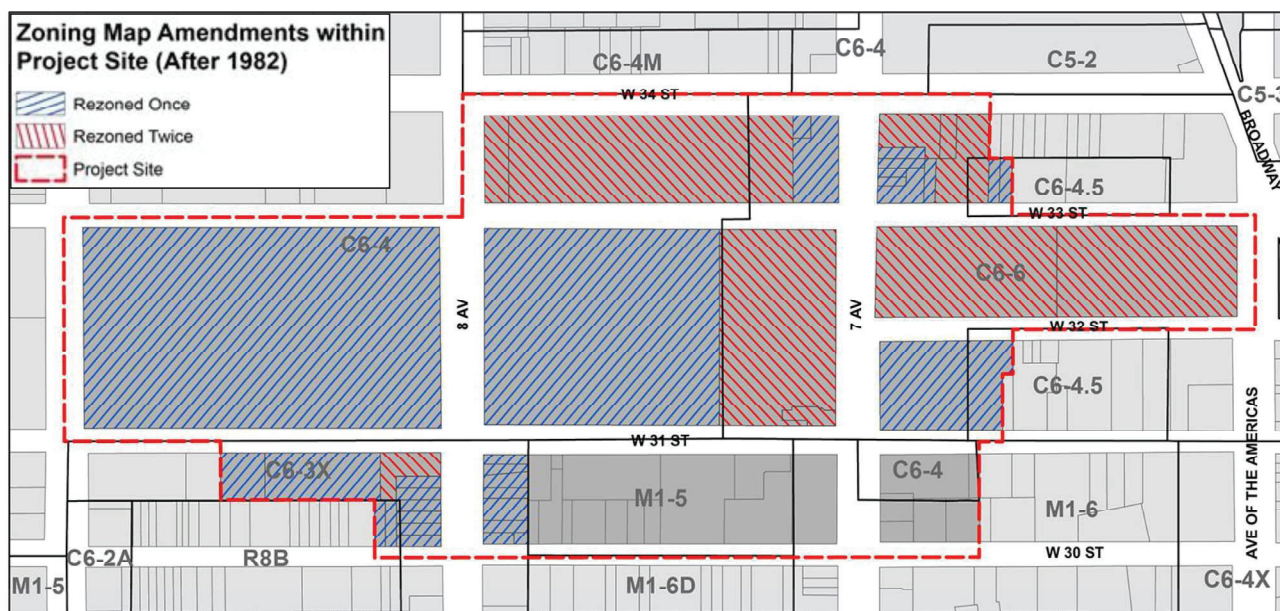 Zoning Map Amendments within
Project Site (After 1982)
Rezoned Once
Rezoned Twice
Project Site
C6-4M
C6-4
C5-2
C5-3
W 34 ST
BROADWAY
C6-4.5
W 33 ST
C6-4
8 AV
7 AV
C6-6
W 32 ST
C6-4.5
AVE OF THE AMERICAS
W 31 ST
C6-3X
M1-5
C6-4
M1-6
C6-2A
R8B
W 30 ST
M1-5
M1-6D
C6-4X